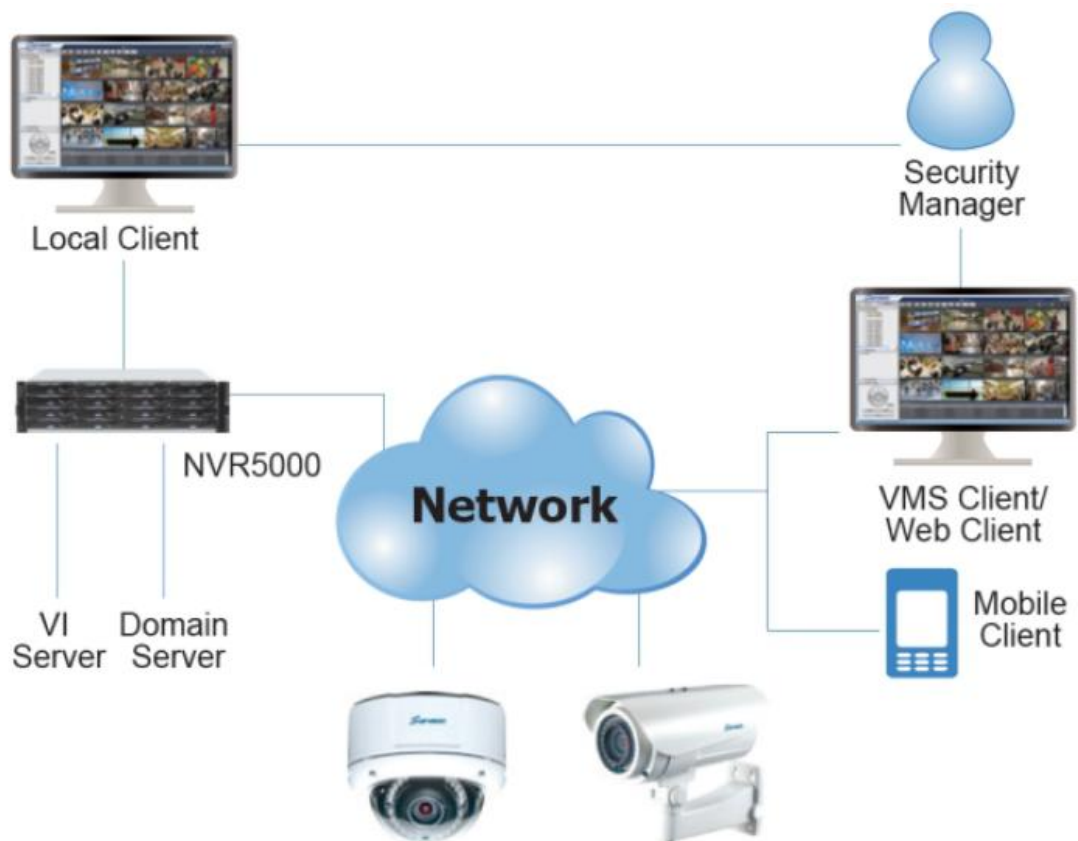 Local Client
Security
Manager
NVR5000
Network
VMS Client/
Web Client
VI
Server
Domain
Server
Mobile
Client